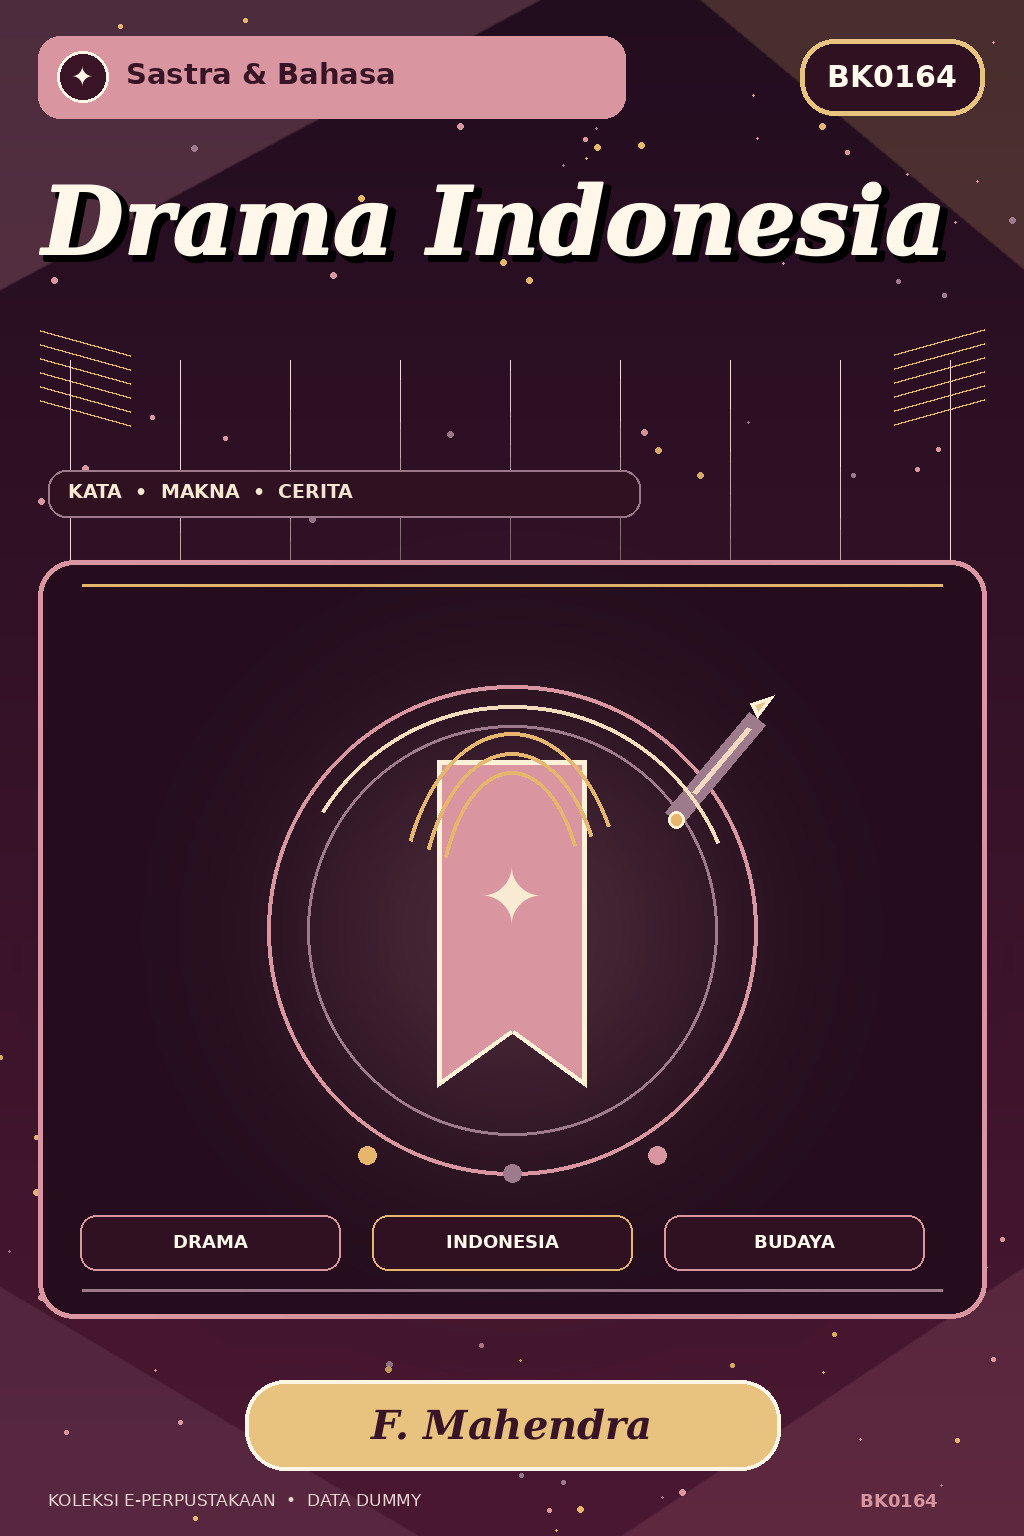 Sastra & Bahasa
BK0164
Drama Indonesia
KATA • MAKNA • CERITA
DRAMA
INDONESIA
BUDAYA
F. Mahendra
KOLEKSI E-PERPUSTAKAAN • DATA DUMMY
BK0164